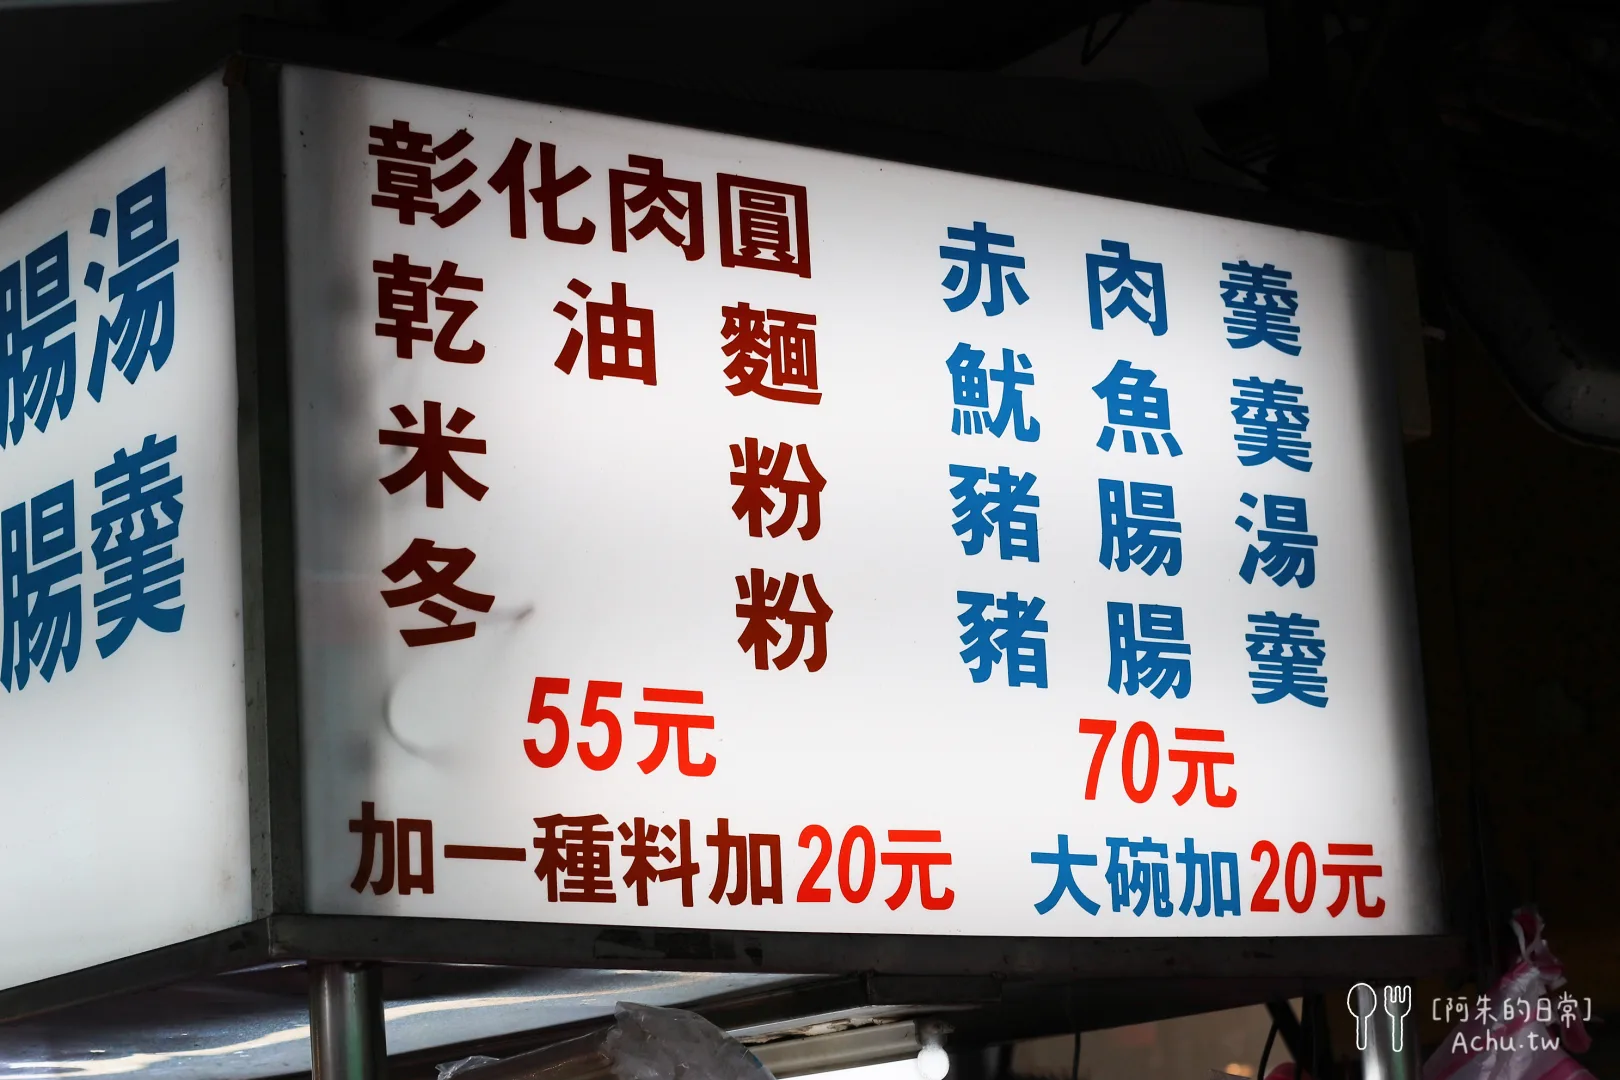 腸湯
腸羹
彰化肉圓
乾油麵
米粉
冬粉
55元
加一種料加20元
赤肉羹
魷魚羹
豬腸湯
豬腸羹
70元
大碗加20元
[阿朱的日常]
Achu.tw